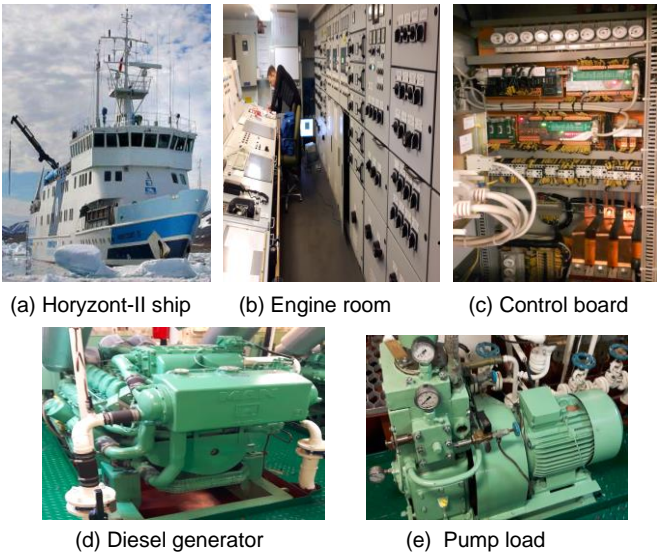 (a) Horyzont-II ship
(b) Engine room
(c) Control board
(d) Diesel generator
(e) Pump load